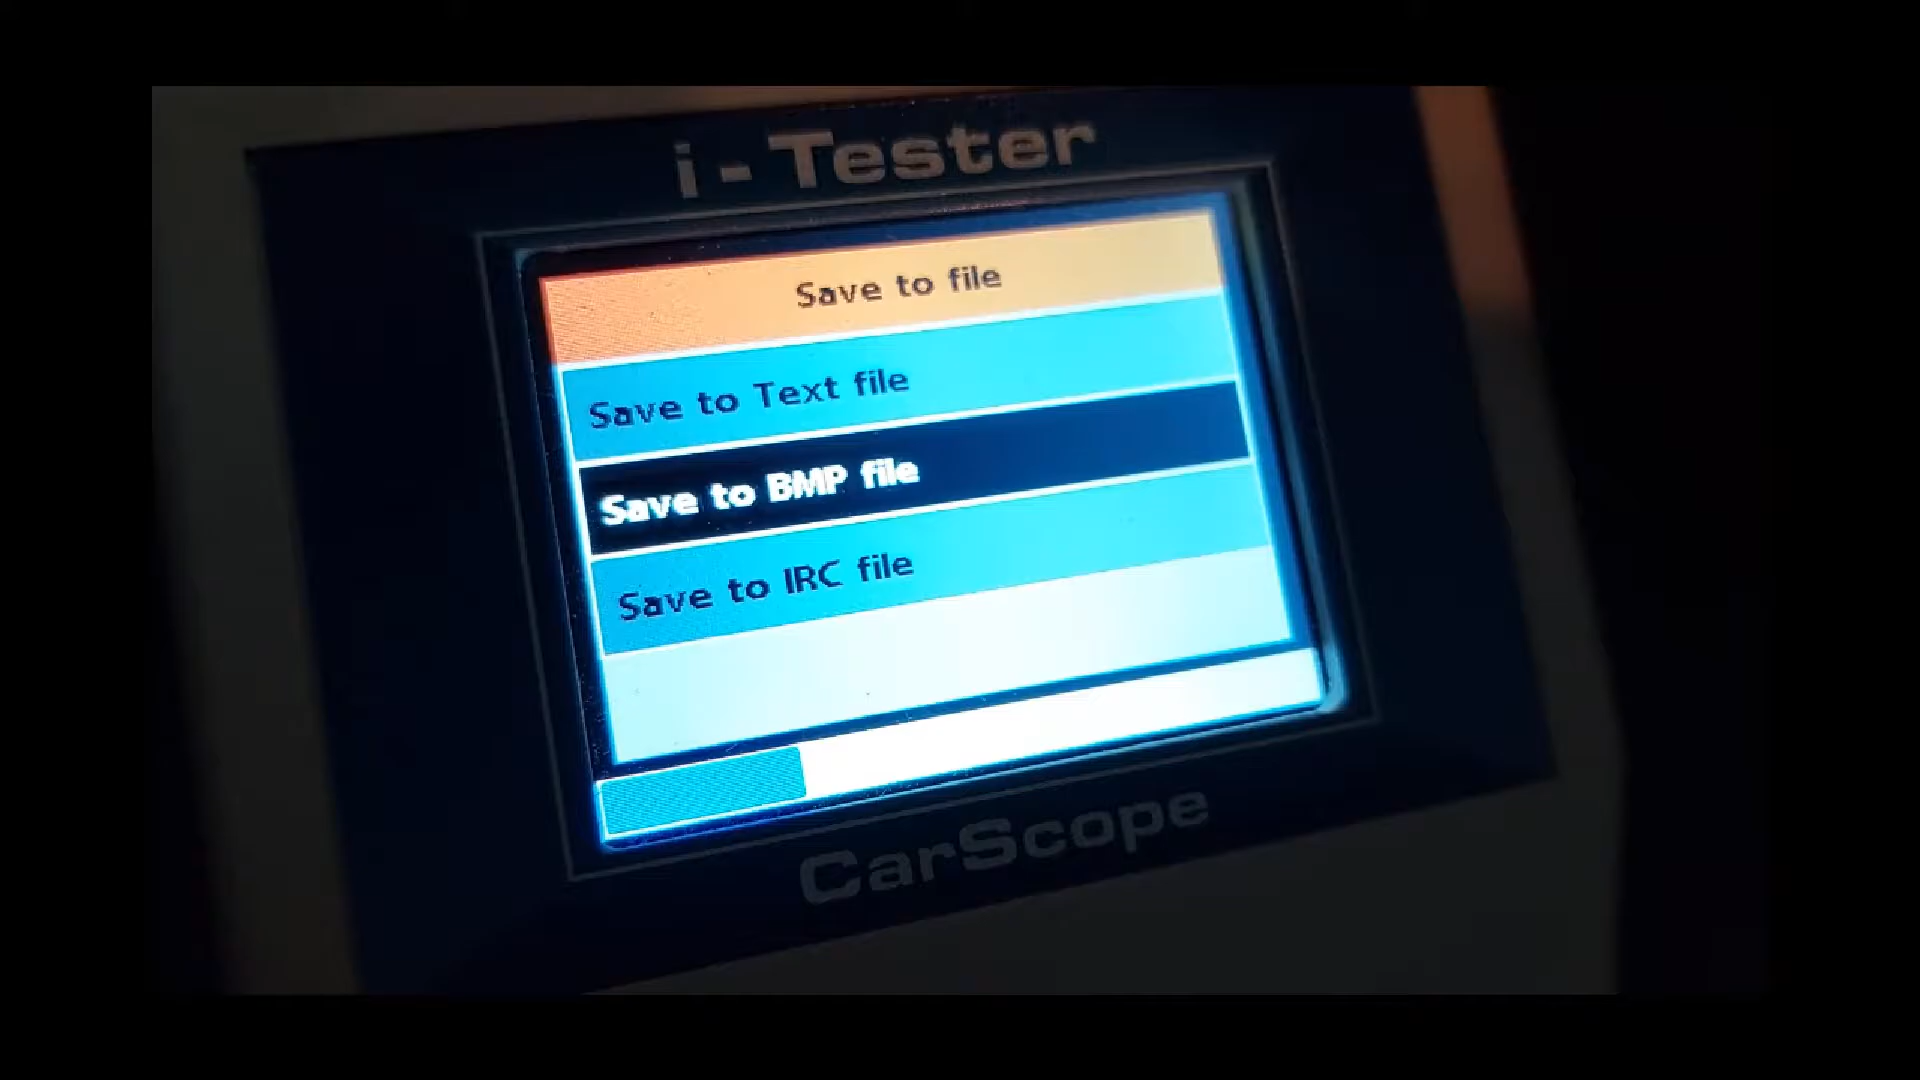 i-Tester
Save to file
Save to Text file
Save to BMP file
Save to IRC file
CarScope